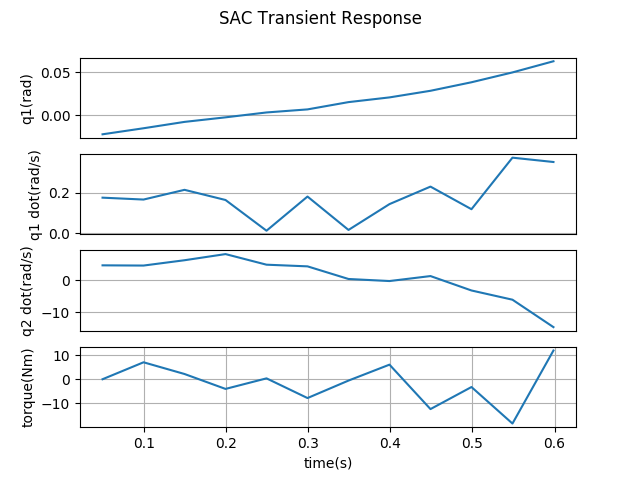 SAC Transient Response
0.05
0.00
q1(rad)
0.2
0.0
q1 dot(rad/s)
0
−10
q2 dot(rad/s)
10
0
−10
torque(Nm)
0.1 0.2 0.3 0.4 0.5 0.6
time(s)